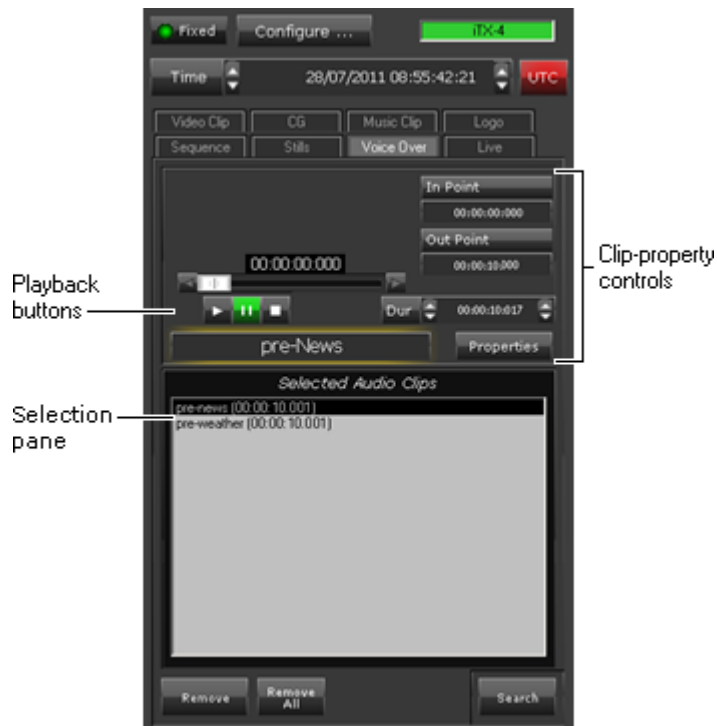 Fixed Configure ... iTX-4
Time 28/07/2011 08:55:42:21 UTC
Video Clip CG Music Clip Logo
Sequence Stills Voice Over Live
In Point
00:00:00:000
Out Point
00:00:10:000
00:00:00:000
Dur 00:00:10:017
pre-News Properties
Clip-property
controls
Playback
buttons
Selected Audio Clips
pre-news (00:00:10.001)
pre-weather (00:00:10.001)
Selection
pane
Remove
Remove
All
Search